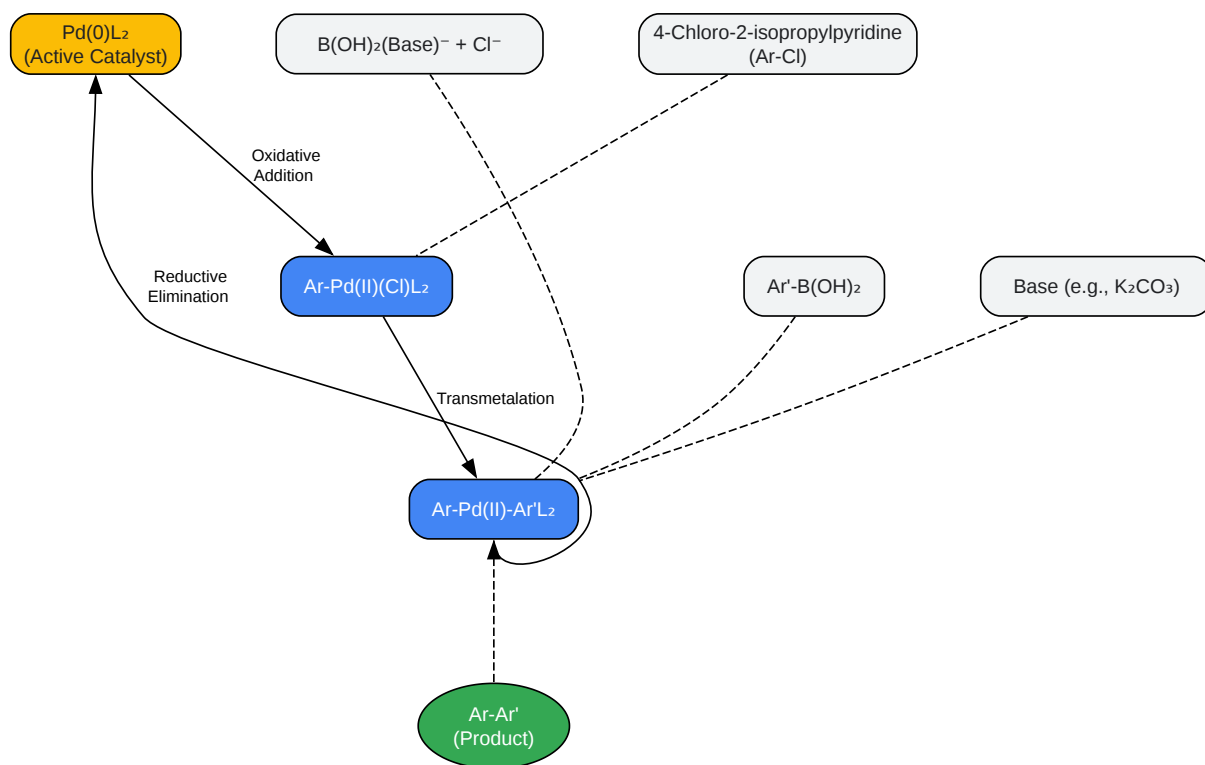 Pd(0)L₂
(Active Catalyst)
B(OH)₂(Base)⁻ + Cl⁻
4-Chloro-2-isopropylpyridine
(Ar-Cl)
Oxidative
Addition
Reductive
Elimination
Ar-Pd(II)(Cl)L₂
Ar'-B(OH)₂
Base (e.g., K₂CO₃)
Transmetalation
Ar-Pd(II)-Ar'L₂
Ar-Ar'
(Product)